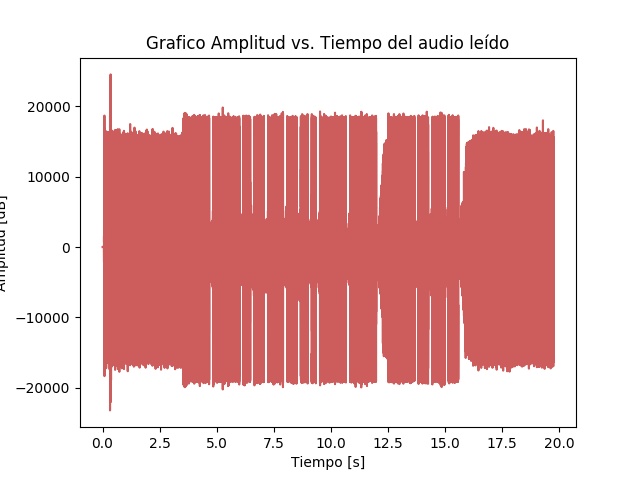 Grafico Amplitud vs. Tiempo del audio leído
Amplitud [dB]
20000
10000
0
−10000
−20000
0.0 2.5 5.0 7.5 10.0 12.5 15.0 17.5 20.0
Tiempo [s]